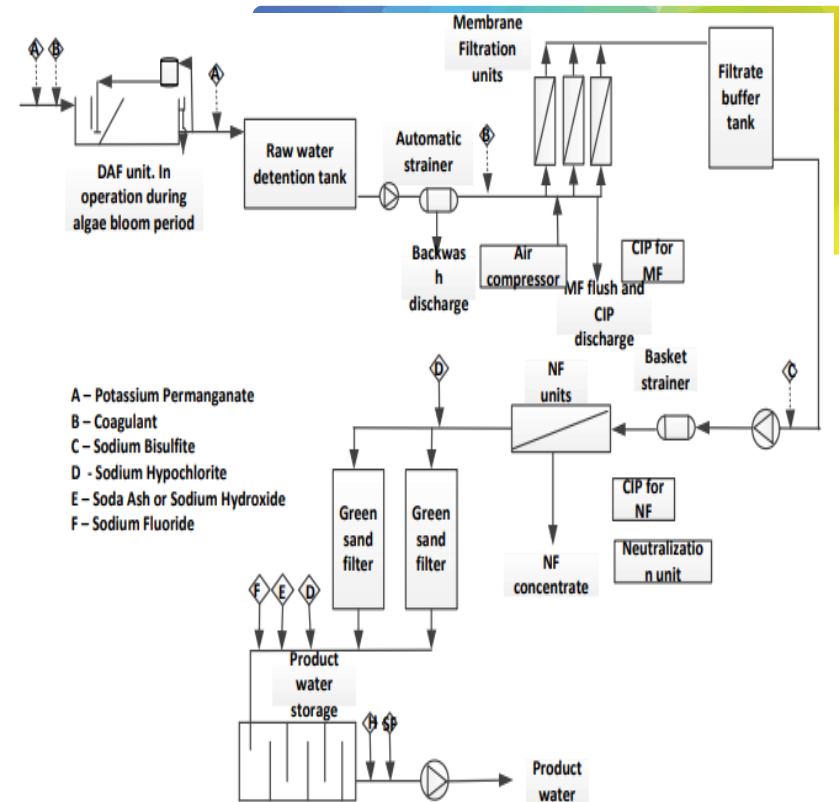 Membrane
Filtration
units
A
B
A
Filtrate
buffer
tank
DAF unit. In
operation during
algae bloom period
Raw water
detention tank
Automatic
strainer
B
Backwas
h
discharge
Air
compressor
CIP for
MF
MF flush and
CIP
discharge
A – Potassium Permanganate
B – Coagulant
C – Sodium Bisulfite
D - Sodium Hypochlorite
E – Soda Ash or Sodium Hydroxide
F – Sodium Fluoride
D
NF
units
Basket
strainer
C
Green
sand
filter
Green
sand
filter
NF
concentrate
CIP for
NF
Neutralizatio
n unit
F
E
D
Product
water
storage
H
Product
water